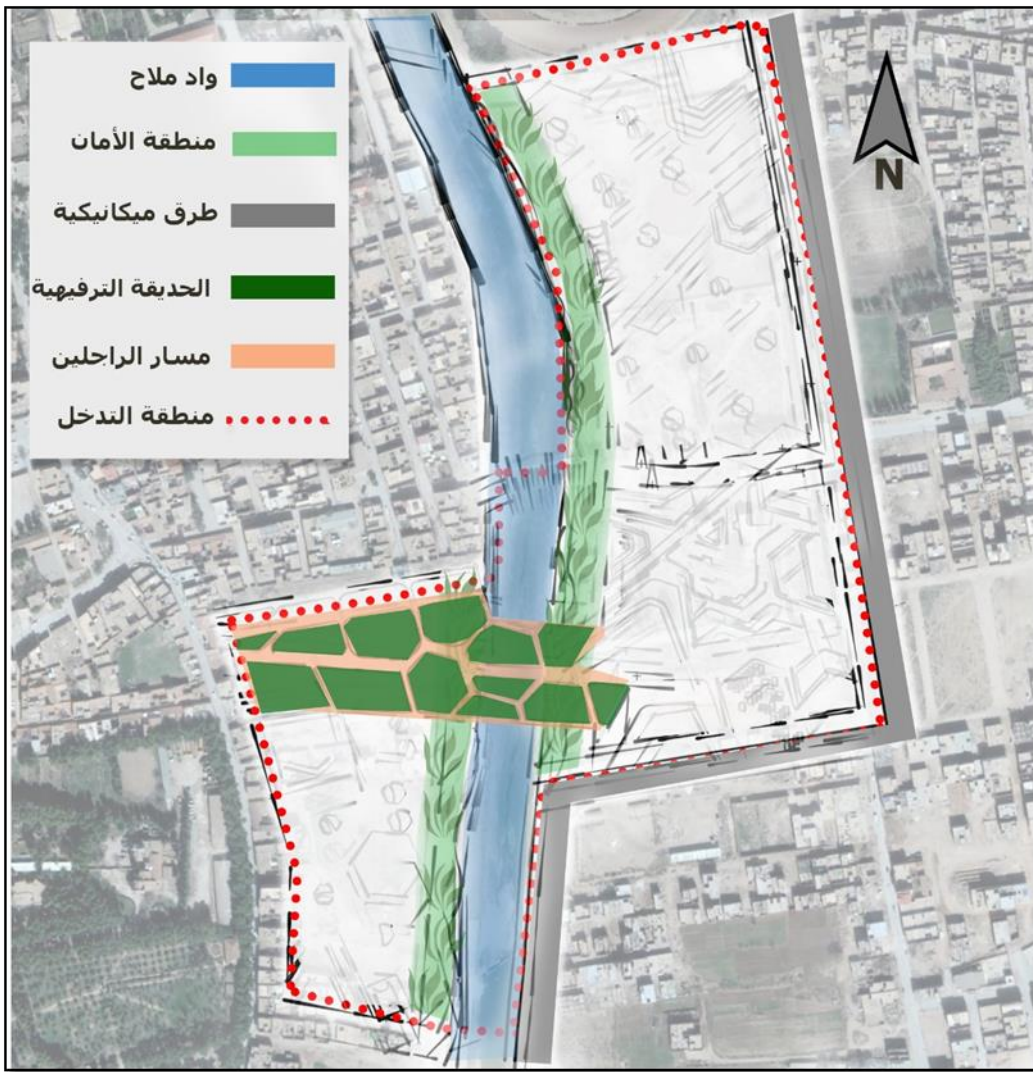 واد ملاح
منطقة الأمان
طرق ميكانيكية
الحديقة الترفيهية
مسار الراجلين
منطقة التدخل
N